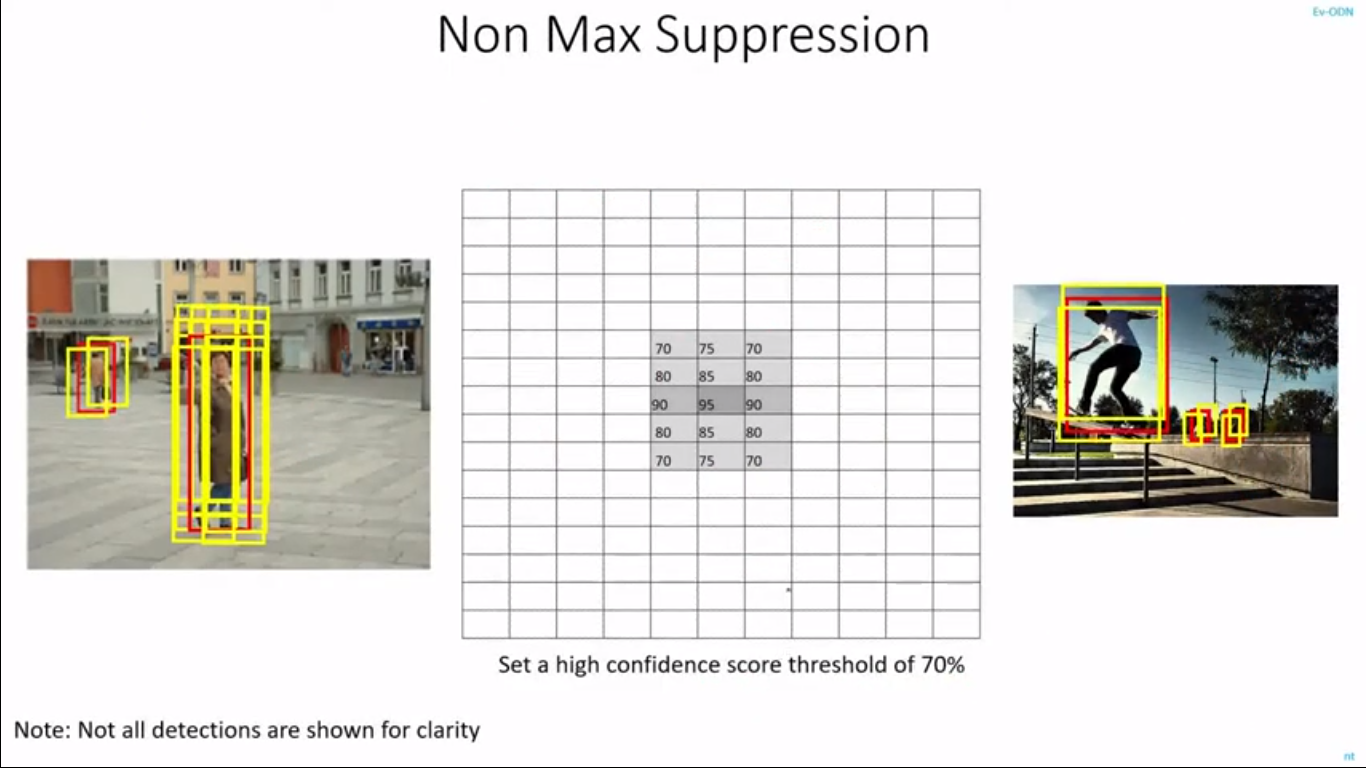 Ev-ODN
Non Max Suppression
70 75 70
80 85 80
90 95 90
80 85 80
70 75 70
Set a high confidence score threshold of 70%
Note: Not all detections are shown for clarity
nt